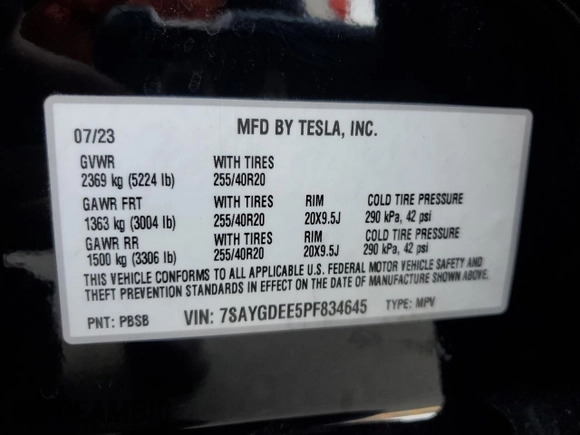 07/23 MFD BY TESLA, INC.
GVWR WITH TIRES
2369 kg (5224 lb) 255/40R20
GAWR FRT WITH TIRES RIM COLD TIRE PRESSURE
1363 kg (3004 lb) 255/40R20 20X9.5J 290 kPa, 42 psi
GAWR RR WITH TIRES RIM COLD TIRE PRESSURE
1500 kg (3306 lb) 255/40R20 20X9.5J 290 kPa, 42 psi
THIS VEHICLE CONFORMS TO ALL APPLICABLE U.S. FEDERAL MOTOR VEHICLE SAFETY AND
THEFT PREVENTION STANDARDS IN EFFECT ON THE DATE OF MANUFACTURE SHOWN ABOVE.
PNT: PBSB VIN: 7SAYGDEE5PF834645 TYPE: MPV